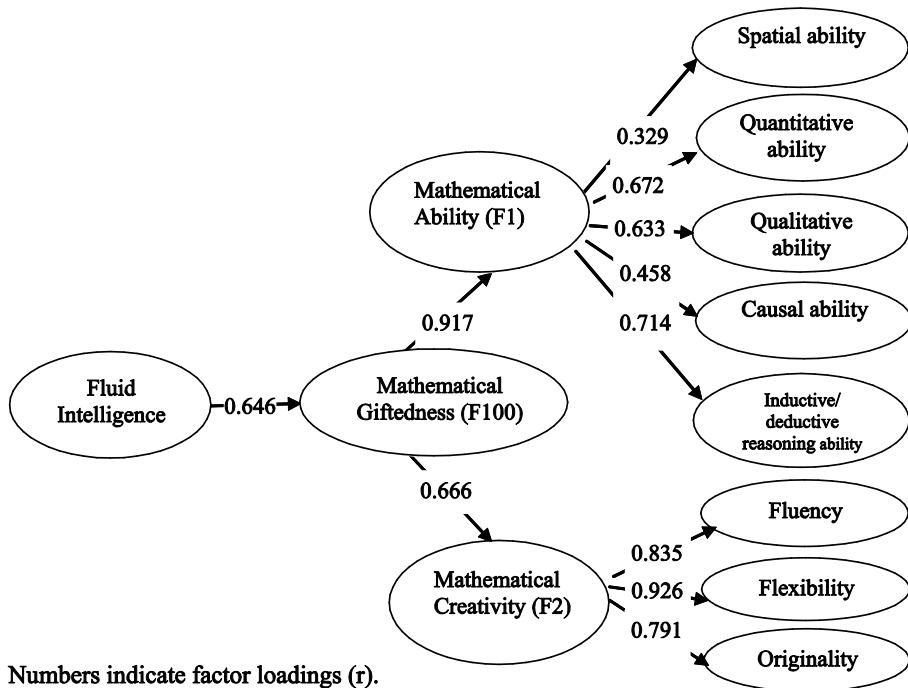 Spatial ability
0.329
Quantitative
ability
0.672
Mathematical
Ability (F1)
0.633
Qualitative
ability
0.458
Causal ability
0.714
0.917
Fluid
Intelligence
0.646
Mathematical
Giftedness (F100)
Inductive/
deductive
reasoning ability
0.666
Fluency
0.835
Mathematical
Creativity (F2)
0.926
Flexibility
0.791
Originality
Numbers indicate factor loadings (r).